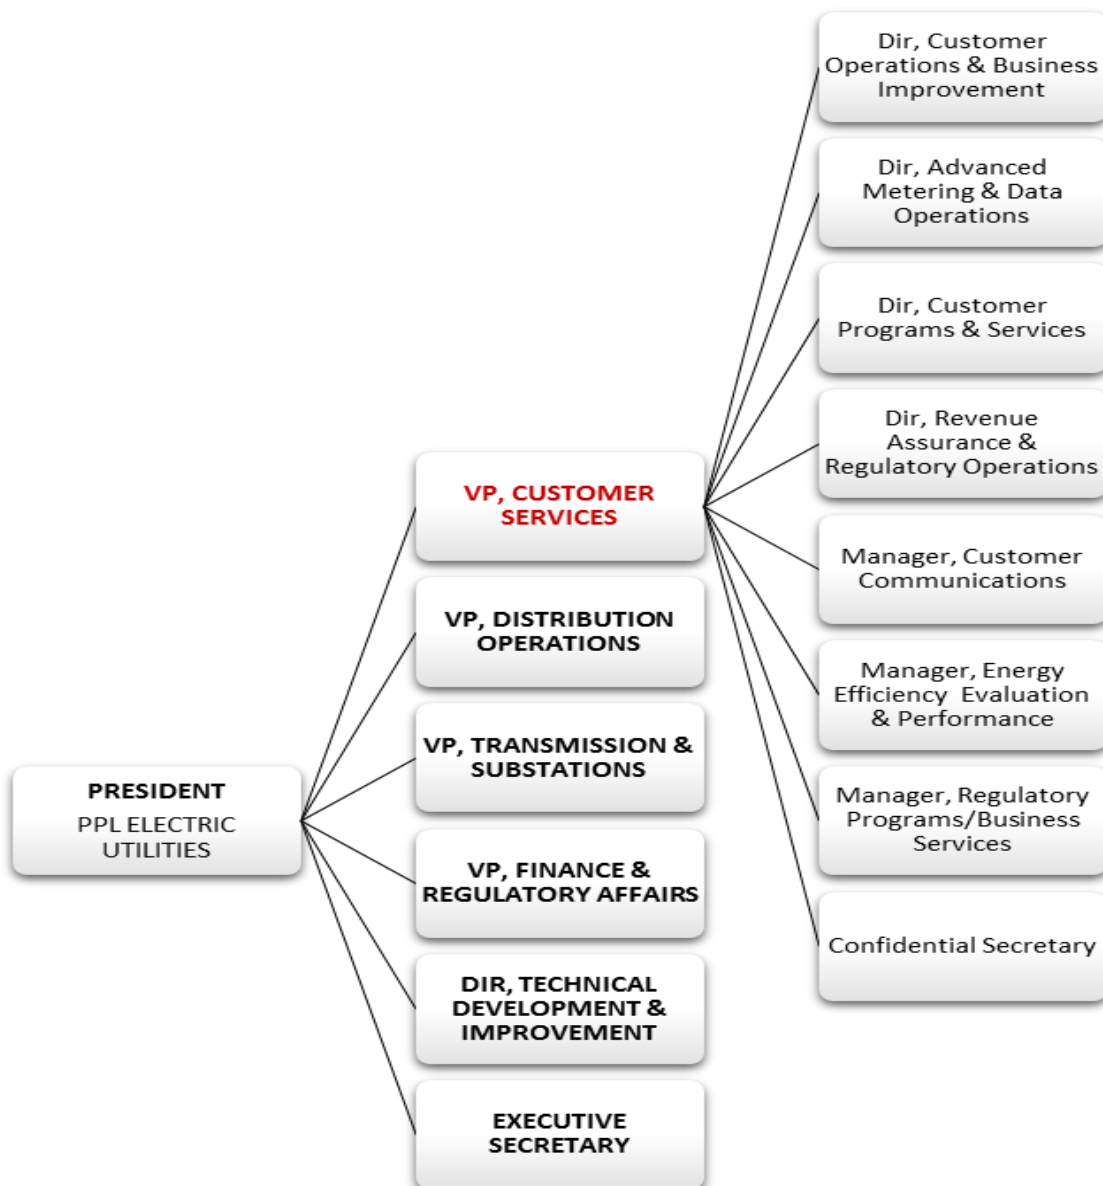 PRESIDENT
PPL ELECTRIC
UTILITIES
VP, CUSTOMER
SERVICES
VP, DISTRIBUTION
OPERATIONS
VP, TRANSMISSION &
SUBSTATIONS
VP, FINANCE &
REGULATORY AFFAIRS
DIR, TECHNICAL
DEVELOPMENT &
IMPROVEMENT
EXECUTIVE
SECRETARY
Dir, Customer
Operations & Business
Improvement
Dir, Advanced
Metering & Data
Operations
Dir, Customer
Programs & Services
Dir, Revenue
Assurance &
Regulatory Operations
Manager, Customer
Communications
Manager, Energy
Efficiency Evaluation
& Performance
Manager, Regulatory
Programs/Business
Services
Confidential Secretary